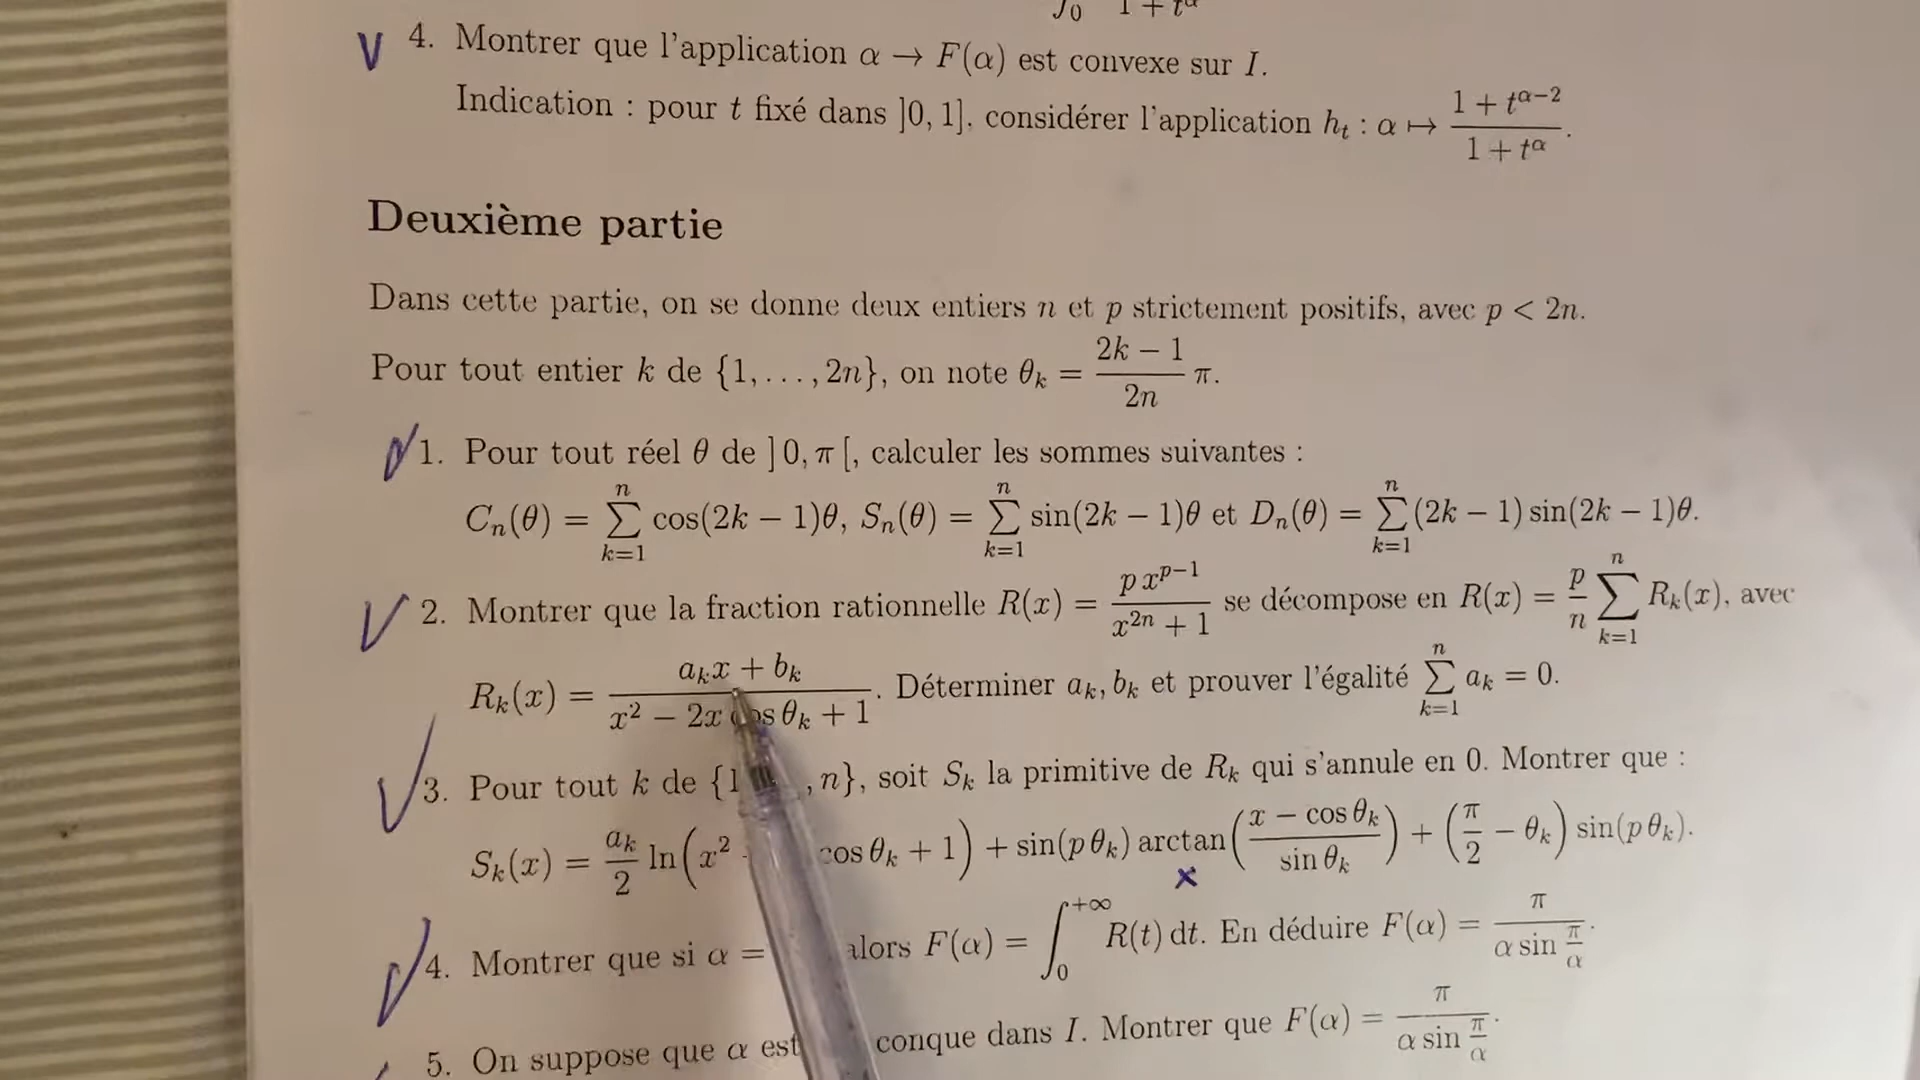 ∫₀ 1 + t^α
4. Montrer que l'application α → F(α) est convexe sur I.
Indication : pour t fixé dans ]0, 1], considérer l'application h_t : α ↦ (1 + t^{α−2})/(1 + t^α).
Deuxième partie
Dans cette partie, on se donne deux entiers n et p strictement positifs, avec p < 2n.
Pour tout entier k de {1, . . . , 2n}, on note θ_k = (2k − 1)/(2n) π.
1. Pour tout réel θ de ]0, π[, calculer les sommes suivantes :
C_n(θ) = ∑_{k=1}^{n} cos(2k − 1)θ, S_n(θ) = ∑_{k=1}^{n} sin(2k − 1)θ et D_n(θ) = ∑_{k=1}^{n} (2k − 1) sin(2k − 1)θ.
2. Montrer que la fraction rationnelle R(x) = (p x^{p−1})/(x^{2n} + 1) se décompose en R(x) = p/n ∑_{k=1}^{n} R_k(x), avec
R_k(x) = (a_k x + b_k)/(x² − 2x cos θ_k + 1). Déterminer a_k, b_k et prouver l'égalité ∑_{k=1}^{n} a_k = 0.
3. Pour tout k de {1 , n}, soit S_k la primitive de R_k qui s'annule en 0. Montrer que :
S_k(x) = a_k/2 ln(x² cos θ_k + 1) + sin(p θ_k) arctan((x − cos θ_k)/(sin θ_k)) + (π/2 − θ_k) sin(p θ_k).
x
4. Montrer que si α = alors F(α) = ∫₀^{+∞} R(t) dt. En déduire F(α) = π/(α sin π/α).
5. On suppose que α est conque dans I. Montrer que F(α) = π/(α sin π/α).